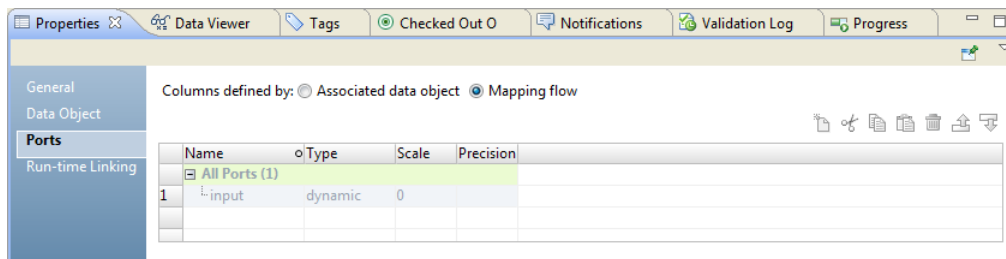 Properties Data Viewer Tags Checked Out O Notifications Validation Log Progress
General
Data Object
Ports
Run-time Linking
Columns defined by: Associated data object Mapping flow
Name Type Scale Precision
All Ports (1)
1 input dynamic 0